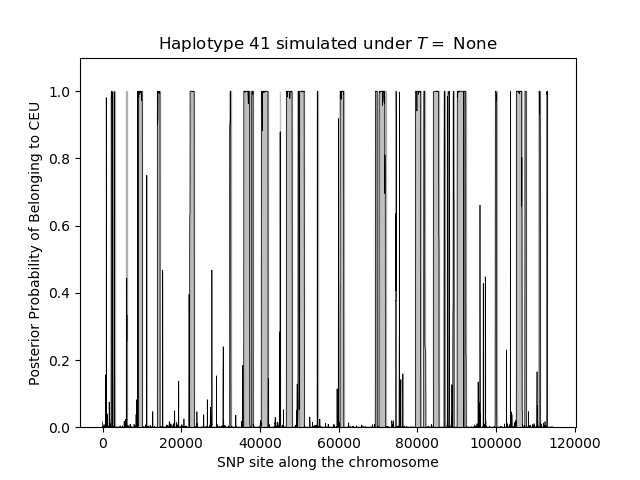 Haplotype 41 simulated under T = None
Posterior Probability of Belonging to CEU
1.0
0.8
0.6
0.4
0.2
0.0
0 20000 40000 60000 80000 100000 120000
SNP site along the chromosome